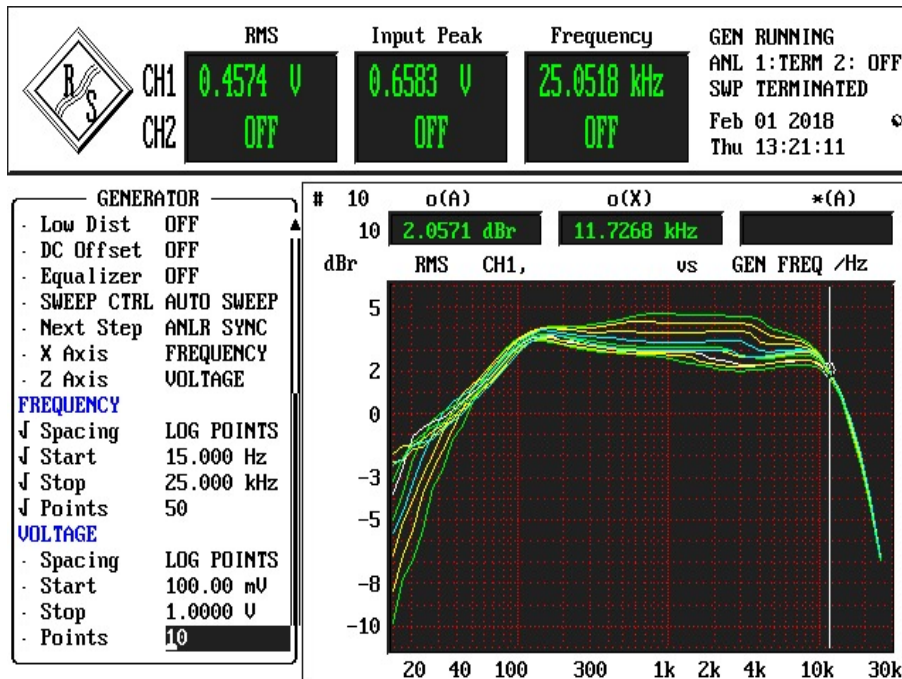 RMS Input Peak Frequency GEN RUNNING
R S CH1 0.4574 V 0.6583 V 25.0518 kHz ANL 1:TERM 2: OFF
SWP TERMINATED
CH2 OFF OFF OFF Feb 01 2018
Thu 13:21:11
GENERATOR
· Low Dist OFF
· DC Offset OFF
· Equalizer OFF
· SWEEP CTRL AUTO SWEEP
· Next Step ANLR SYNC
· X Axis FREQUENCY
· Z Axis VOLTAGE
FREQUENCY
√ Spacing LOG POINTS
√ Start 15.000 Hz
√ Stop 25.000 kHz
√ Points 50
VOLTAGE
· Spacing LOG POINTS
· Start 100.00 mV
· Stop 1.0000 V
· Points 10
# 10 o(A) o(X) *(A)
10 2.0571 dBr 11.7268 kHz
dBr RMS CH1, vs GEN FREQ /Hz
5
2
0
-3
-5
-8
-10
20 40 100 300 1k 2k 4k 10k 30k